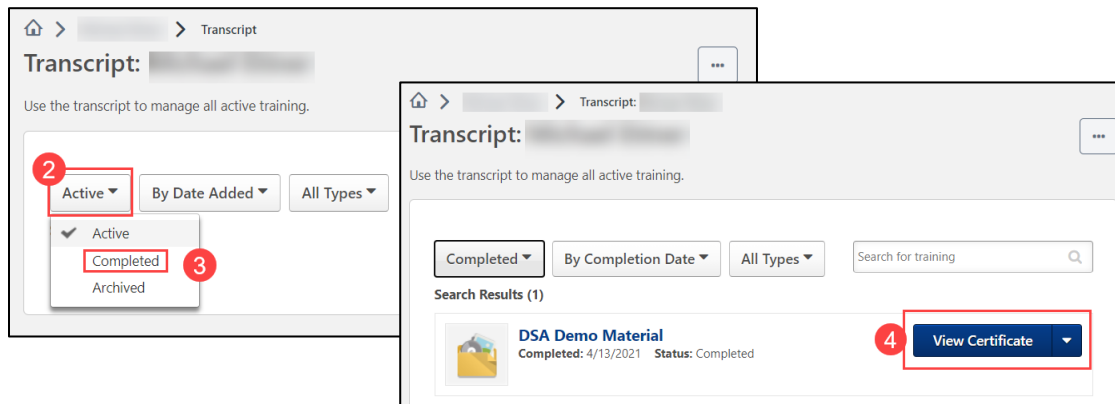 Transcript
Transcript:
Use the transcript to manage all active training.
2
Active
By Date Added
All Types
Active
Completed
3
Archived
Transcript:
Transcript:
Use the transcript to manage all active training.
Completed
By Completion Date
All Types
Search for training
Search Results (1)
DSA Demo Material
Completed: 4/13/2021 Status: Completed
4
View Certificate